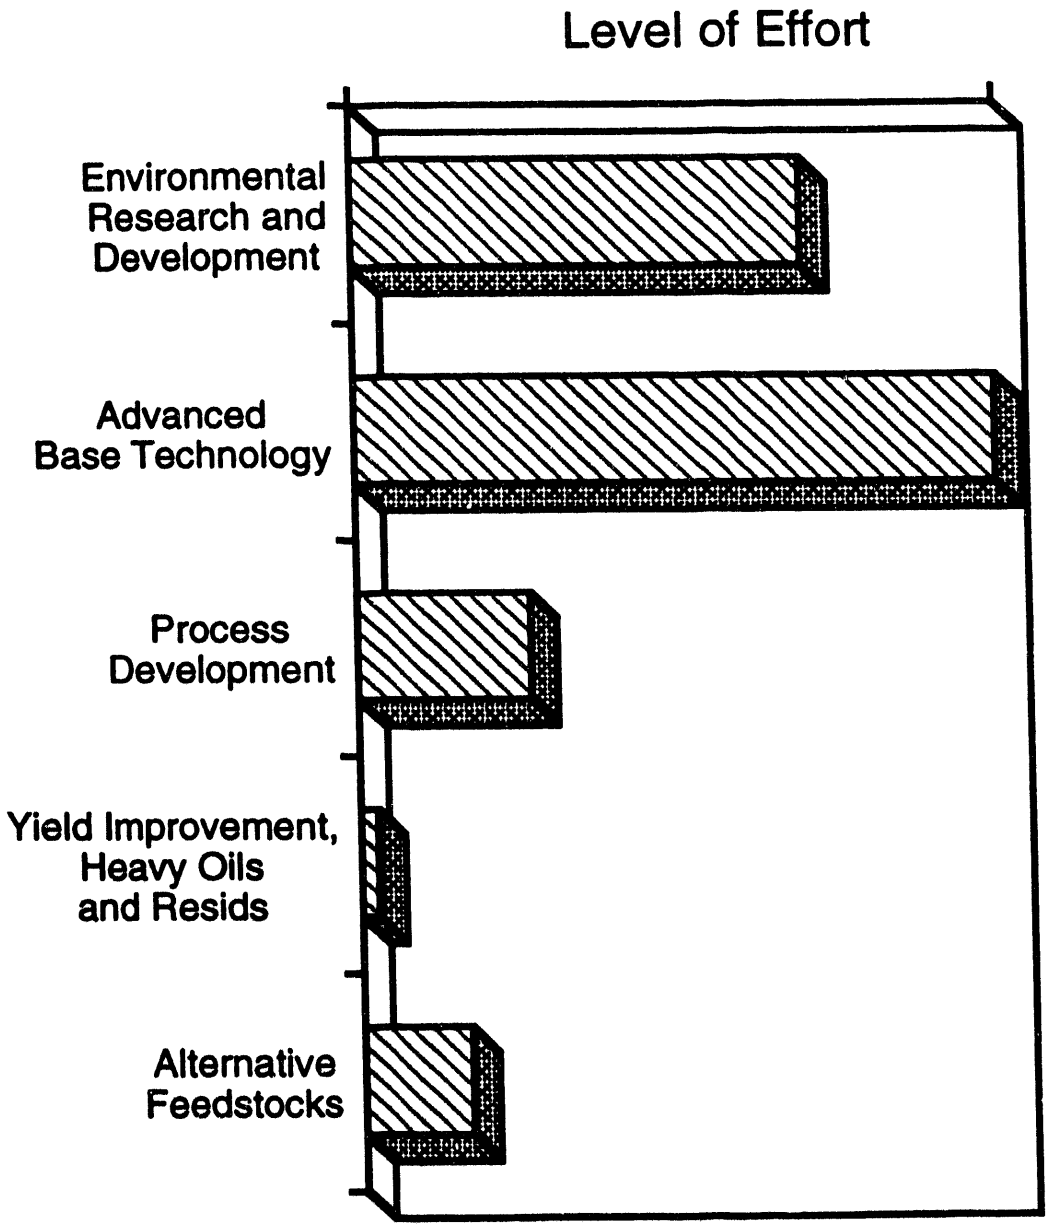 Level of Effort
Environmental
Research and
Development
Advanced
Base Technology
Process
Development
Yield Improvement,
Heavy Oils
and Resids
Alternative
Feedstocks